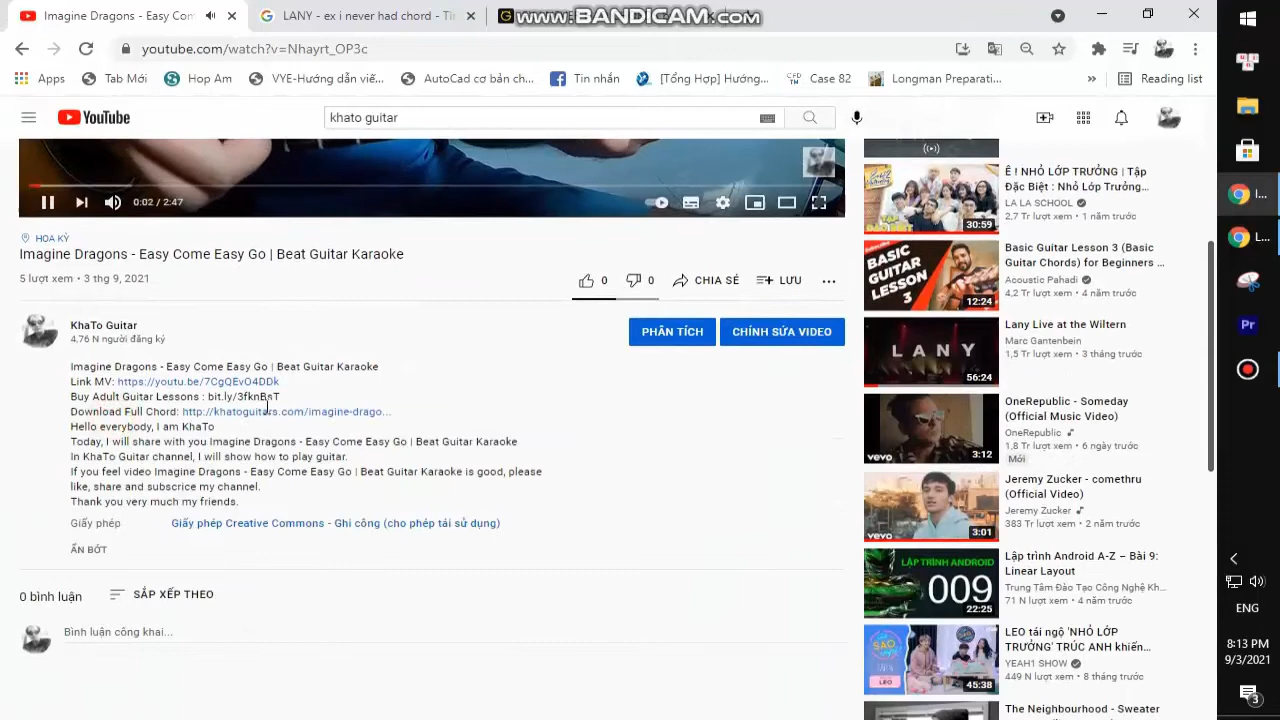 Imagine Dragons - Easy Com
LANY - ex i never had chord - T
www.BANDICAM.com
youtube.com/watch?v=Nhayrt_OP3c
Apps
Tab Mới
Hop Am
VYE-Hướng dẫn viế...
AutoCad cơ bản ch...
Tin nhắn
[Tổng Hợp] Hướng...
Case 82
Longman Preparati...
»
Reading list
YouTube
khato guitar
0:02 / 2:47
HOA KỲ
Imagine Dragons - Easy Come Easy Go | Beat Guitar Karaoke
5 lượt xem • 3 thg 9, 2021
0
0
CHIA SẺ
LƯU
KhaTo Guitar
4,76 N người đăng ký
PHÂN TÍCH
CHỈNH SỬA VIDEO
Imagine Dragons - Easy Come Easy Go | Beat Guitar Karaoke
Link MV: https://youtu.be/7CgQEvO4DDk
Buy Adult Guitar Lessons : bit.ly/3fknBsT
Download Full Chord: http://khatoguitars.com/imagine-drago...
Hello everybody, I am KhaTo
Today, I will share with you Imagine Dragons - Easy Come Easy Go | Beat Guitar Karaoke
In KhaTo Guitar channel, I will show how to play guitar.
If you feel video Imagine Dragons - Easy Come Easy Go | Beat Guitar Karaoke is good, please
like, share and subscrice my channel.
Thank you very much my friends.
Giấy phép
Giấy phép Creative Commons - Ghi công (cho phép tái sử dụng)
ẨN BỚT
0 bình luận
SẮP XẾP THEO
Bình luận công khai...
Ê ! NHỎ LỚP TRƯỞNG | Tập
Đặc Biệt : Nhỏ Lớp Trưởng...
LA LA SCHOOL
2,7 Tr lượt xem • 1 năm trước
30:59
BASIC
GUITAR
LESSON
3
12:24
Basic Guitar Lesson 3 (Basic
Guitar Chords) for Beginners ...
Acoustic Pahadi
4,2 Tr lượt xem • 4 năm trước
LANY
56:24
Lany Live at the Wiltern
Marc Gantenbein
1,5 Tr lượt xem • 3 tháng trước
vevo
3:12
OneRepublic - Someday
(Official Music Video)
OneRepublic
1,8 Tr lượt xem • 6 ngày trước
Mới
vevo
3:01
Jeremy Zucker - comethru
(Official Video)
Jeremy Zucker
383 Tr lượt xem • 2 năm trước
LẬP TRÌNH ANDROID
009
22:25
Lập trình Android A-Z – Bài 9:
Linear Layout
Trung Tâm Đào Tạo Công Nghệ Kh...
71 N lượt xem • 4 năm trước
LEO
45:38
LEO tái ngộ 'NHỎ LỚP
TRƯỞNG' TRÚC ANH khiến...
YEAH1 SHOW
449 N lượt xem • 8 tháng trước
The Neighbourhood - Sweater
I...
L...
Pr
ENG
8:13 PM
9/3/2021
3